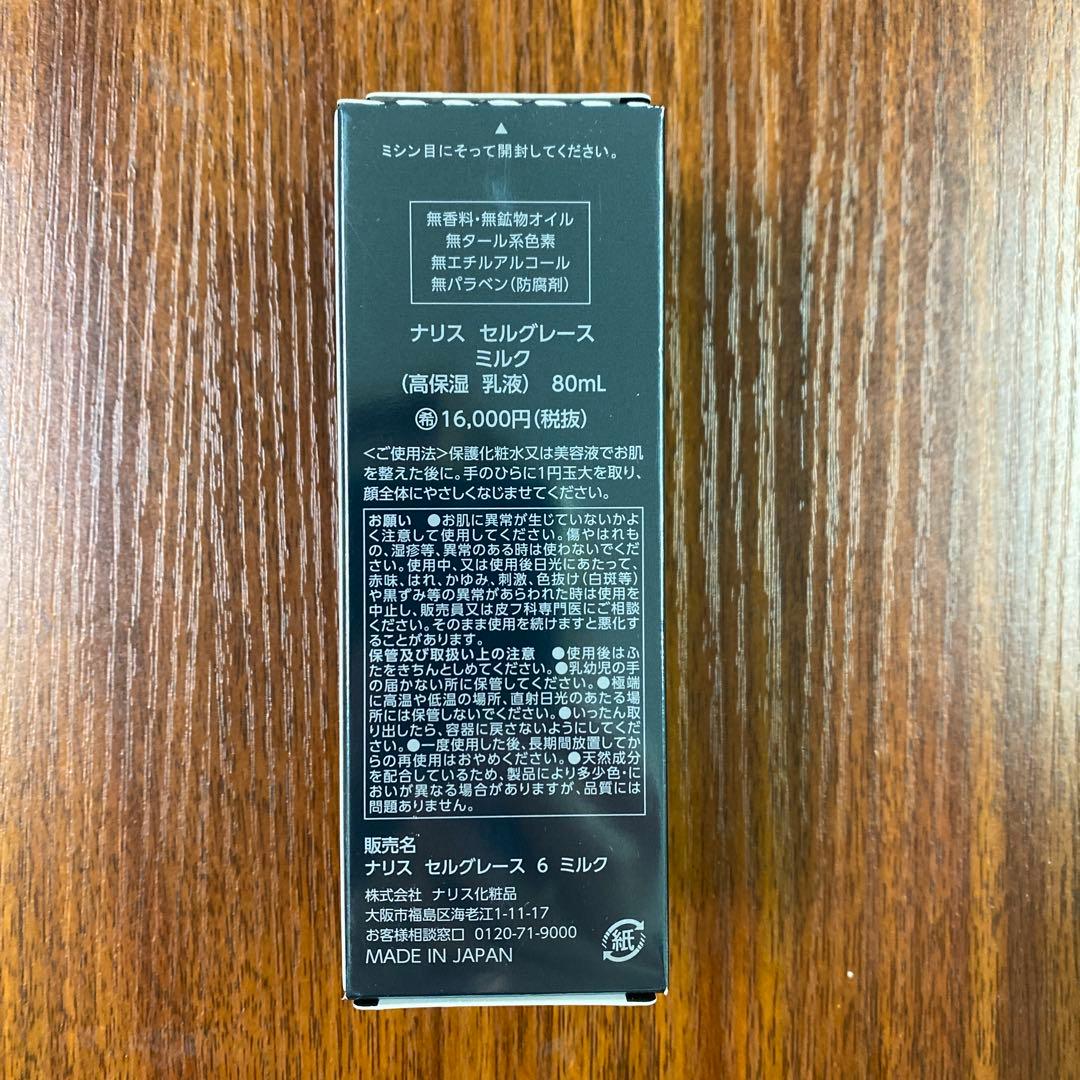 ミシン目にそって開封してください。
無香料・無鉱物オイル
無タール系色素
無エチルアルコール
無パラベン(防腐剤)
ナリス セルグレース
ミルク
(高保湿 乳液) 80mL
㊕16,000円(税抜)
<ご使用法>保護化粧水又は美容液でお肌
を整えた後に。手のひらに1円玉大を取り、
顔全体にやさしくなじませてください。
お願い ●お肌に異常が生じていないかよ
く注意して使用してください。傷やはれも
の、湿疹等、異常のある時は使わないでくだ
さい。使用中、又は使用後日光にあたって、
赤味、はれ、かゆみ、刺激、色抜け(白斑等)
や黒ずみ等の異常があらわれた時は使用を
中止し、販売員又は皮フ科専門医にご相談
ください。そのまま使用を続けますと悪化す
ることがあります。
保管及び取扱い上の注意 ●使用後はふ
たをきちんとしめてください。●乳幼児の手
の届かない所に保管してください。●極端
に高温や低温の場所、直射日光のあたる場
所には保管しないでください。●いったん取
り出したら、容器に戻さないようにしてくだ
さい。●一度使用した後、長期間放置してか
らの再使用はおやめください。●天然成分
を配合しているため、製品により多少色・に
おいが異なる場合がありますが、品質には
問題ありません。
販売名
ナリス セルグレース 6 ミルク
株式会社 ナリス化粧品
大阪市福島区海老江1-11-17
お客様相談窓口 0120-71-9000
MADE IN JAPAN
紙